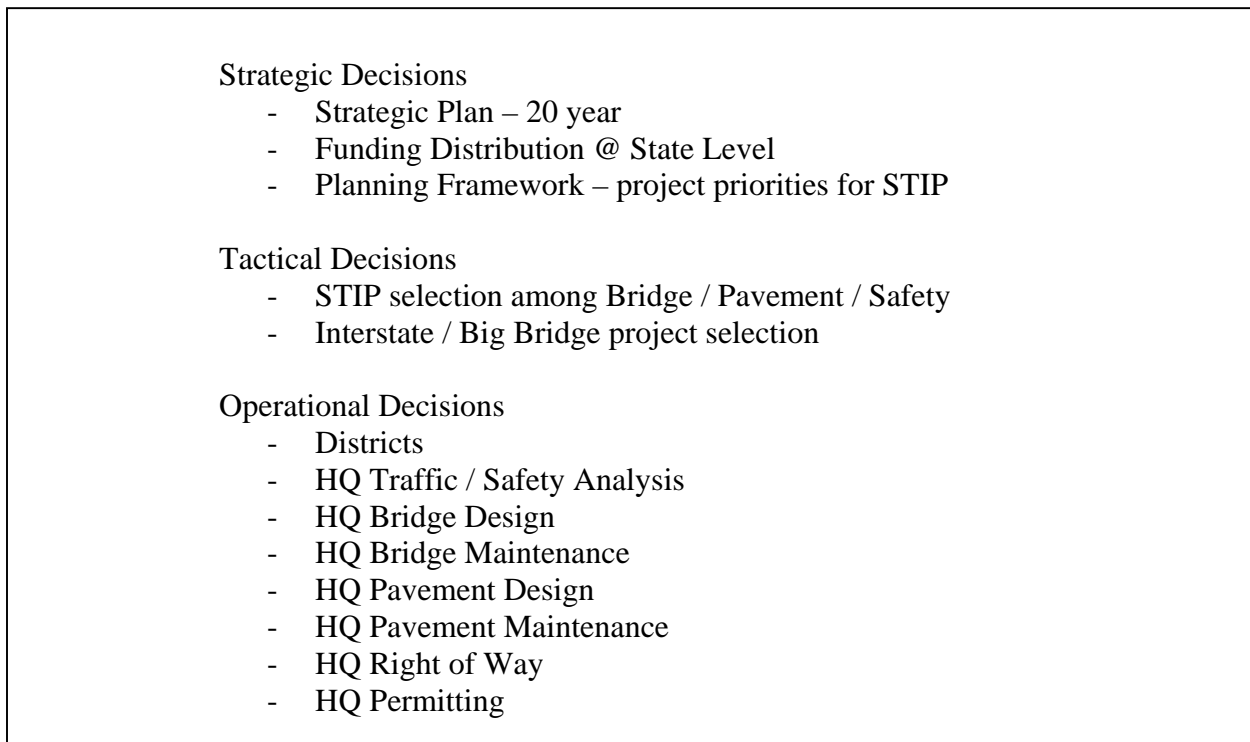 Strategic Decisions
- Strategic Plan – 20 year
- Funding Distribution @ State Level
- Planning Framework – project priorities for STIP
Tactical Decisions
- STIP selection among Bridge / Pavement / Safety
- Interstate / Big Bridge project selection
Operational Decisions
- Districts
- HQ Traffic / Safety Analysis
- HQ Bridge Design
- HQ Bridge Maintenance
- HQ Pavement Design
- HQ Pavement Maintenance
- HQ Right of Way
- HQ Permitting